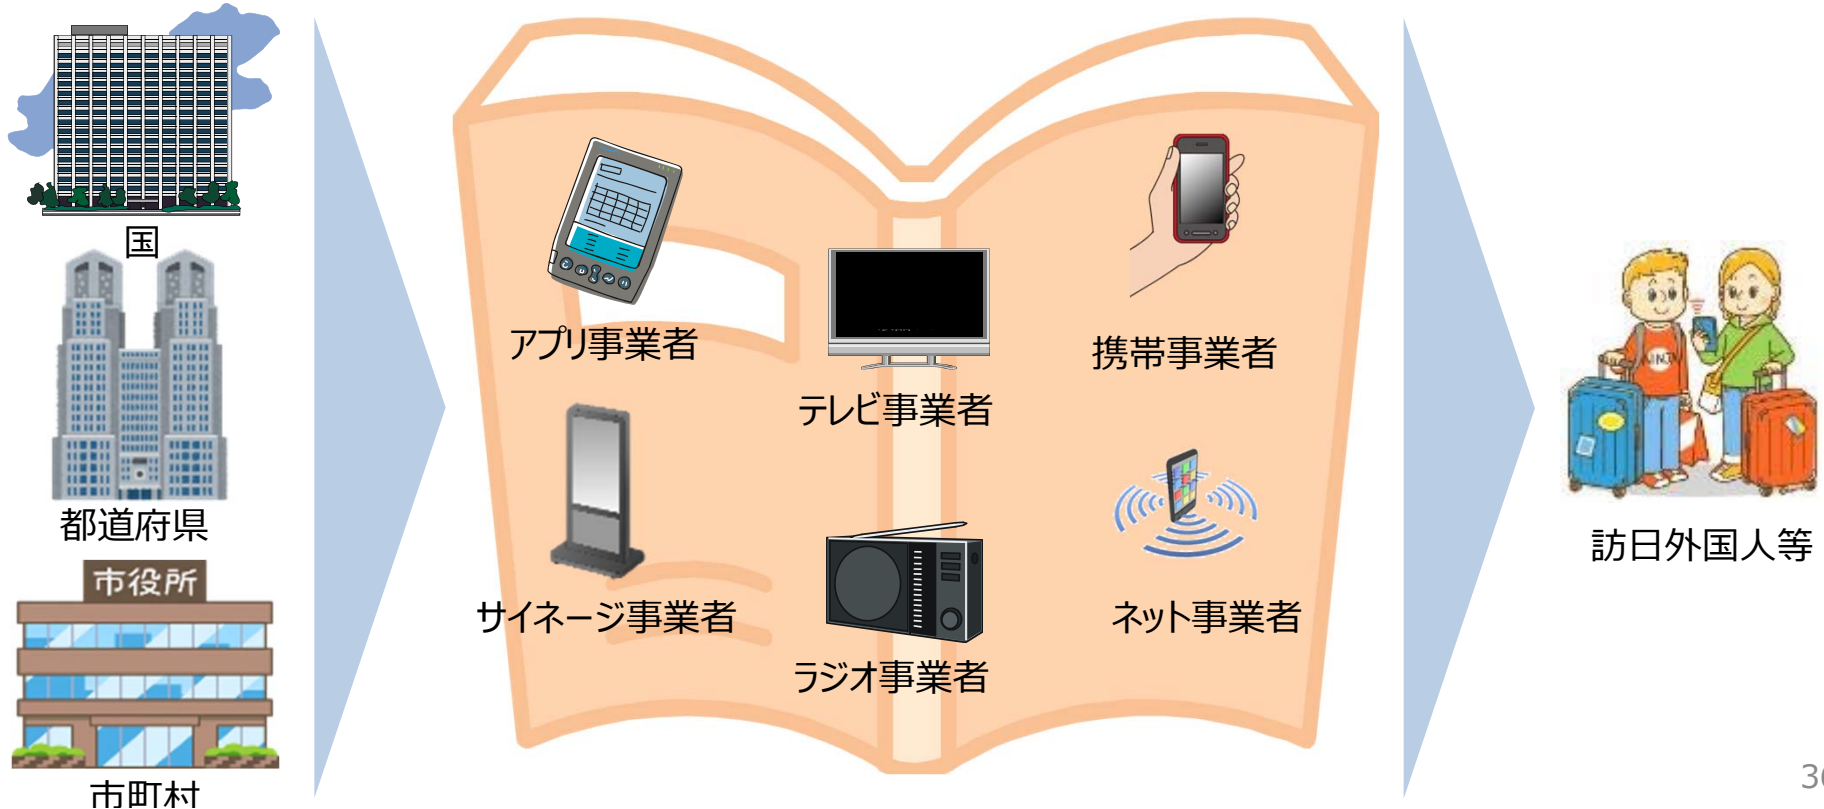 国
都道府県
市役所
市町村
アプリ事業者
テレビ事業者
携帯事業者
サイネージ事業者
ラジオ事業者
ネット事業者
訪日外国人等